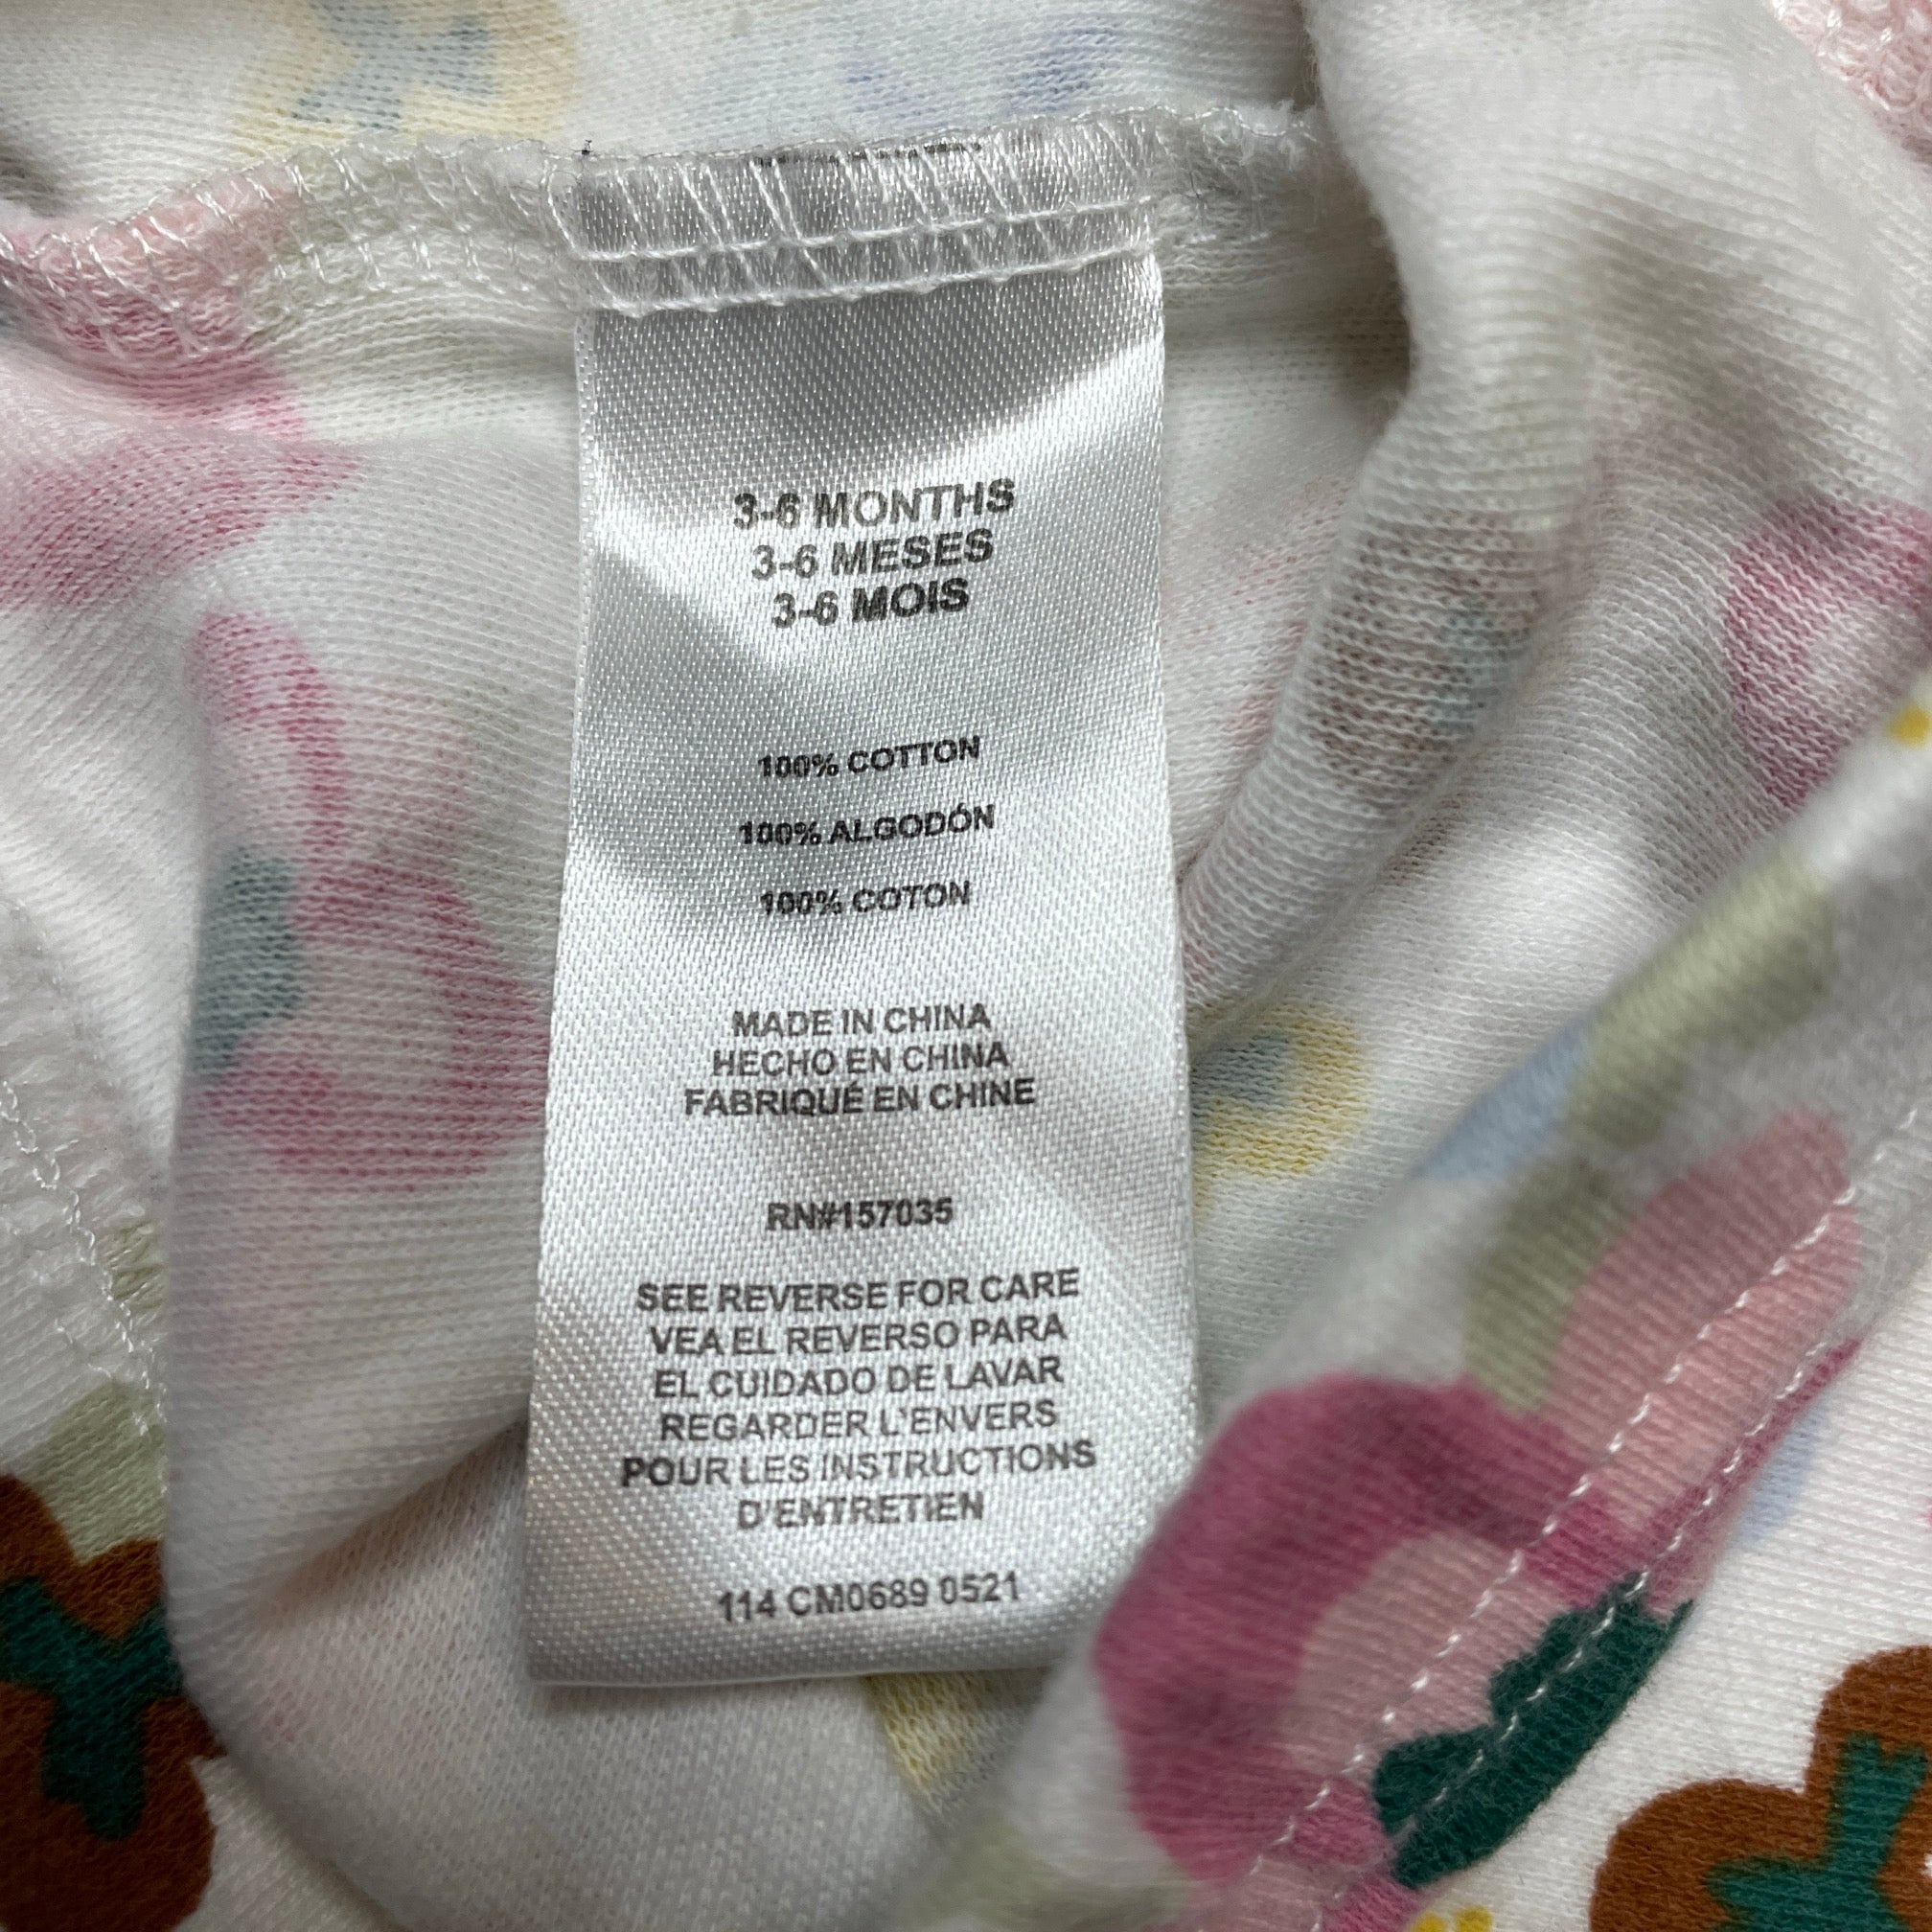 3-6 MONTHS
3-6 MESES
3-6 MOIS
100% COTTON
100% ALGODÓN
100% COTON
MADE IN CHINA
HECHO EN CHINA
FABRIQUÉ EN CHINE
RN#157035
SEE REVERSE FOR CARE
VEA EL REVERSO PARA
EL CUIDADO DE LAVAR
REGARDER L'ENVERS
POUR LES INSTRUCTIONS
D'ENTRETIEN
114 CM0689 0521